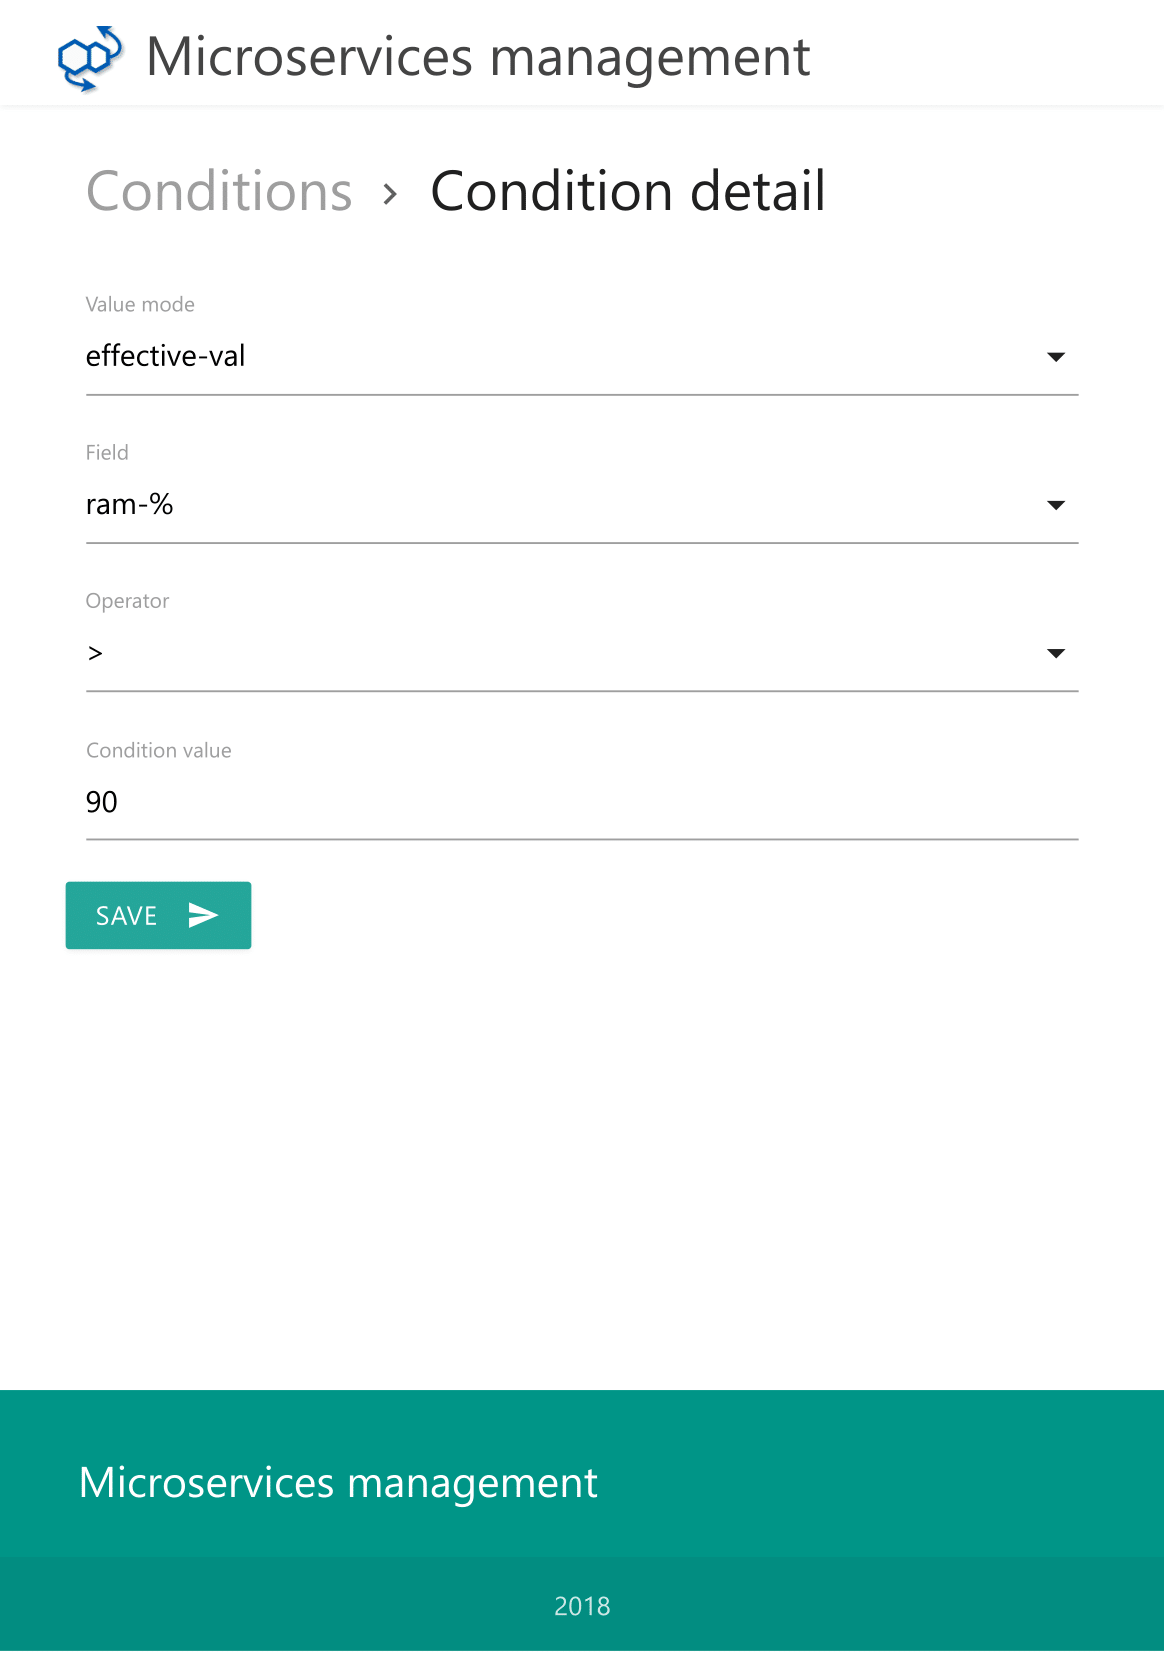 Microservices management
Conditions › Condition detail
Value mode
effective-val
Field
ram-%
Operator
>
Condition value
90
SAVE
Microservices management
2018